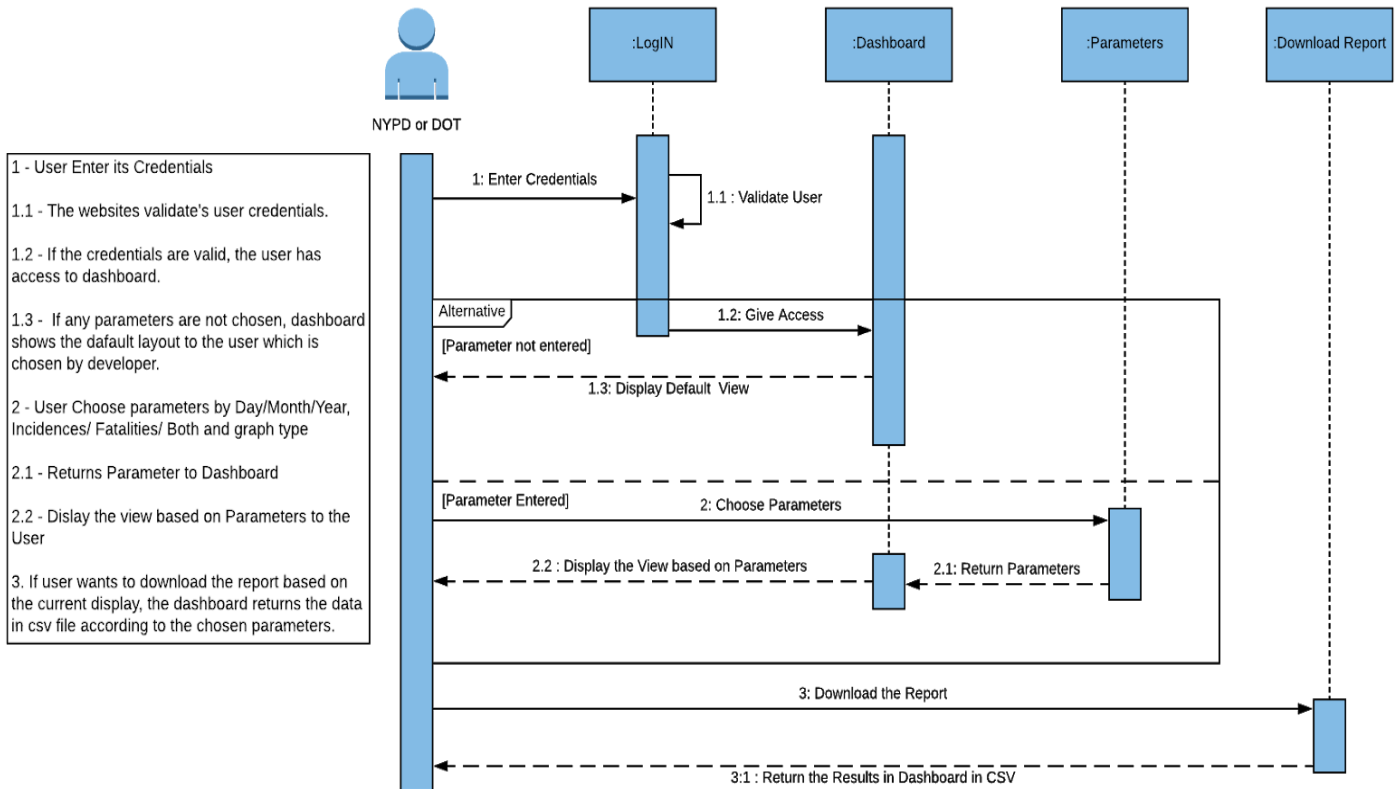 :LogIN
:Dashboard
:Parameters
:Download Report
NYPD or DOT
1 - User Enter its Credentials
1.1 - The websites validate's user credentials.
1.2 - If the credentials are valid, the user has
access to dashboard.
1.3 -  If any parameters are not chosen, dashboard
shows the dafault layout to the user which is
chosen by developer.
2 - User Choose parameters by Day/Month/Year,
Incidences/ Fatalities/ Both and graph type
2.1 - Returns Parameter to Dashboard
2.2 - Dislay the view based on Parameters to the
User
3. If user wants to download the report based on
the current display, the dashboard returns the data
in csv file according to the chosen parameters.
1: Enter Credentials
1.1 : Validate User
Alternative
1.2: Give Access
[Parameter not entered]
1.3: Display Default  View
[Parameter Entered]
2: Choose Parameters
2.2 : Display the View based on Parameters
2.1: Return Parameters
3: Download the Report
3:1 : Return the Results in Dashboard in CSV